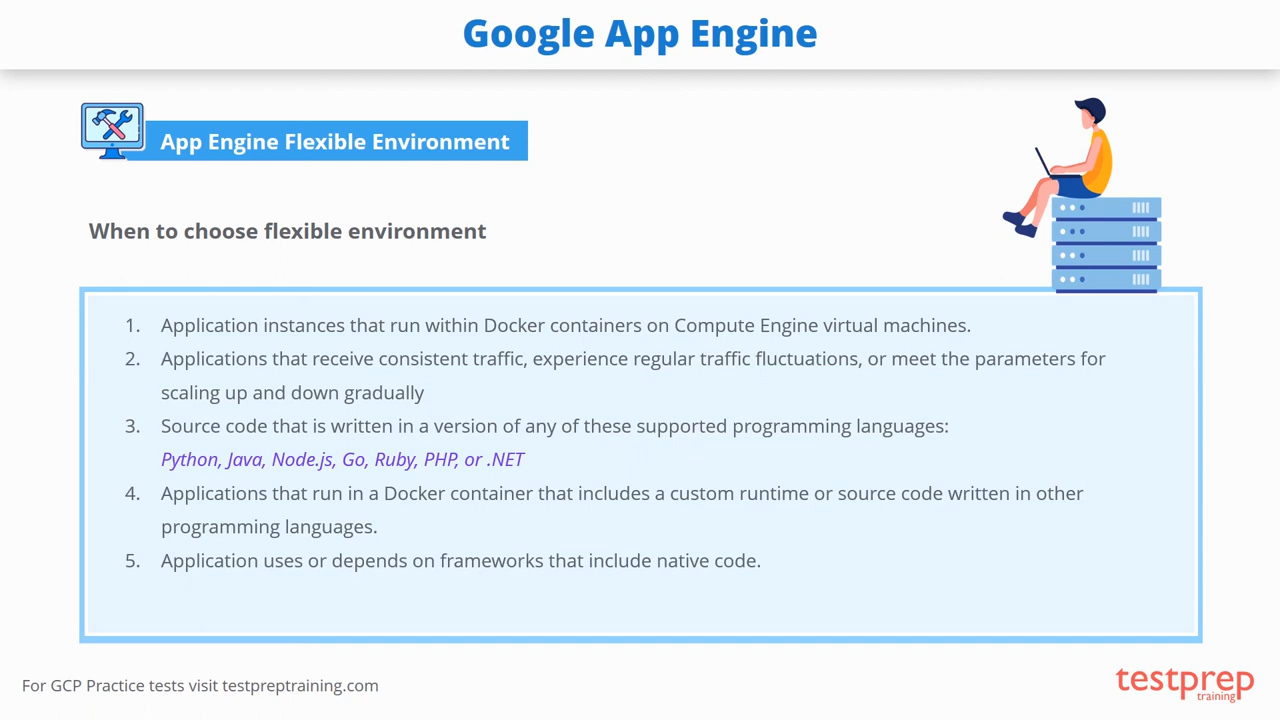 Google App Engine
App Engine Flexible Environment
When to choose flexible environment
1. Application instances that run within Docker containers on Compute Engine virtual machines.
2. Applications that receive consistent traffic, experience regular traffic fluctuations, or meet the parameters for
scaling up and down gradually
3. Source code that is written in a version of any of these supported programming languages:
Python, Java, Node.js, Go, Ruby, PHP, or .NET
4. Applications that run in a Docker container that includes a custom runtime or source code written in other
programming languages.
5. Application uses or depends on frameworks that include native code.
For GCP Practice tests visit testpreptraining.com
testprep
training